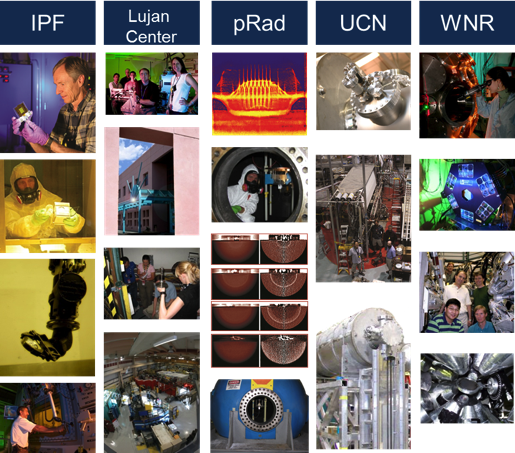 IPF
Lujan
Center
pRad
UCN
WNR